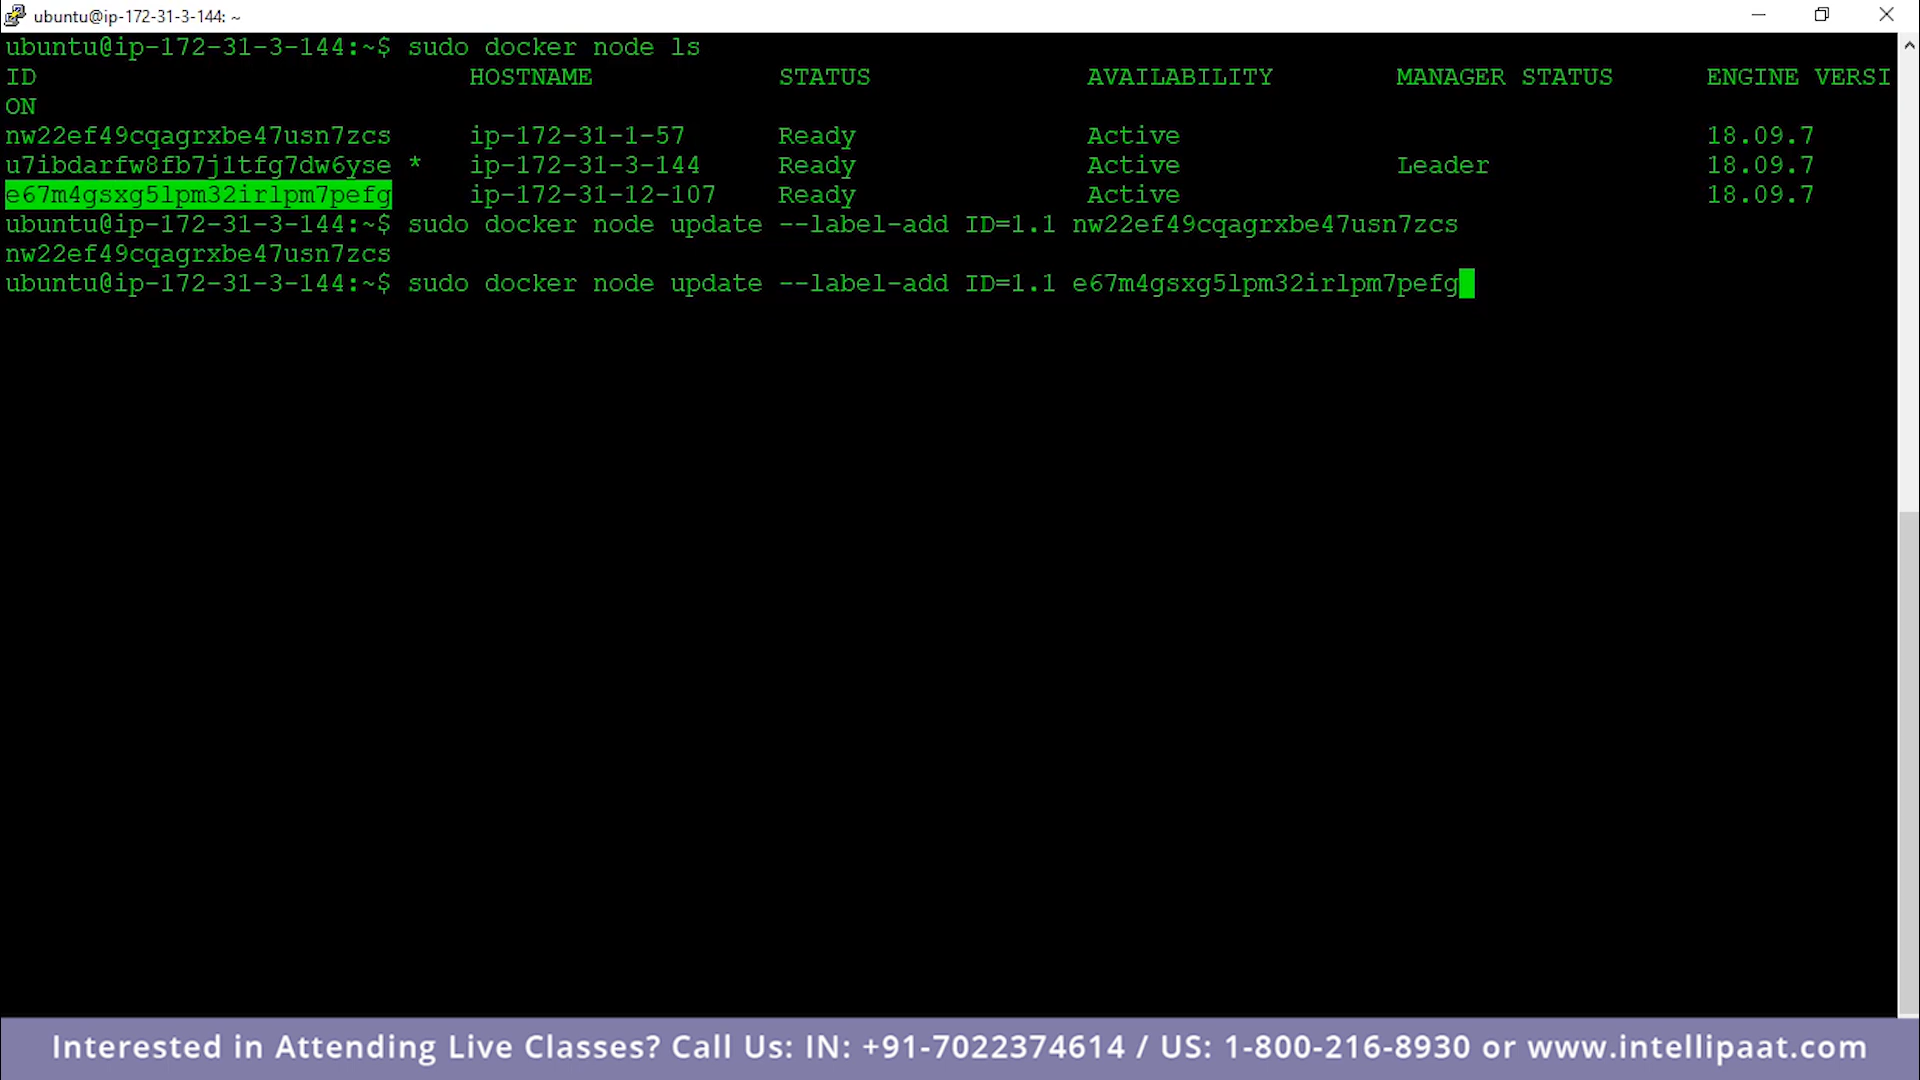 ubuntu@ip-172-31-3-144: ~
ubuntu@ip-172-31-3-144:~$ sudo docker node ls
ID HOSTNAME STATUS AVAILABILITY MANAGER STATUS ENGINE VERSI
ON
nw22ef49cqagrxbe47usn7zcs ip-172-31-1-57 Ready Active 18.09.7
u7ibdarfw8fb7j1tfg7dw6yse * ip-172-31-3-144 Ready Active Leader 18.09.7
e67m4gsxg5lpm32irlpm7pefg ip-172-31-12-107 Ready Active 18.09.7
ubuntu@ip-172-31-3-144:~$ sudo docker node update --label-add ID=1.1 nw22ef49cqagrxbe47usn7zcs
nw22ef49cqagrxbe47usn7zcs
ubuntu@ip-172-31-3-144:~$ sudo docker node update --label-add ID=1.1 e67m4gsxg5lpm32irlpm7pefg
Interested in Attending Live Classes? Call Us: IN: +91-7022374614 / US: 1-800-216-8930 or www.intellipaat.com